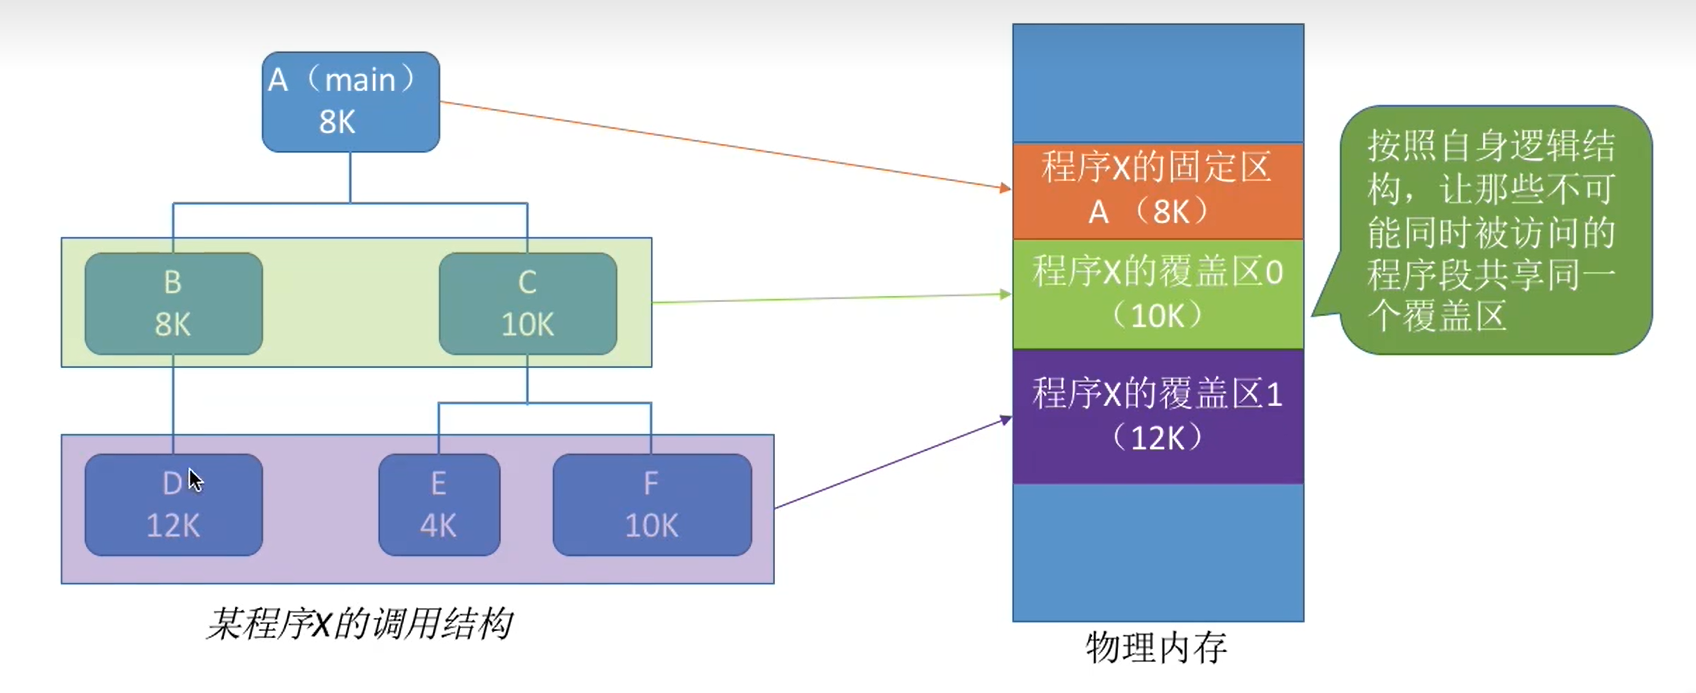 A（main）
8K
B
8K
C
10K
D
12K
E
4K
F
10K
某程序X的调用结构
程序X的固定区
A （8K）
程序X的覆盖区0
（10K）
程序X的覆盖区1
（12K）
物理内存
按照自身逻辑结
构，让那些不可
能同时被访问的
程序段共享同一
个覆盖区